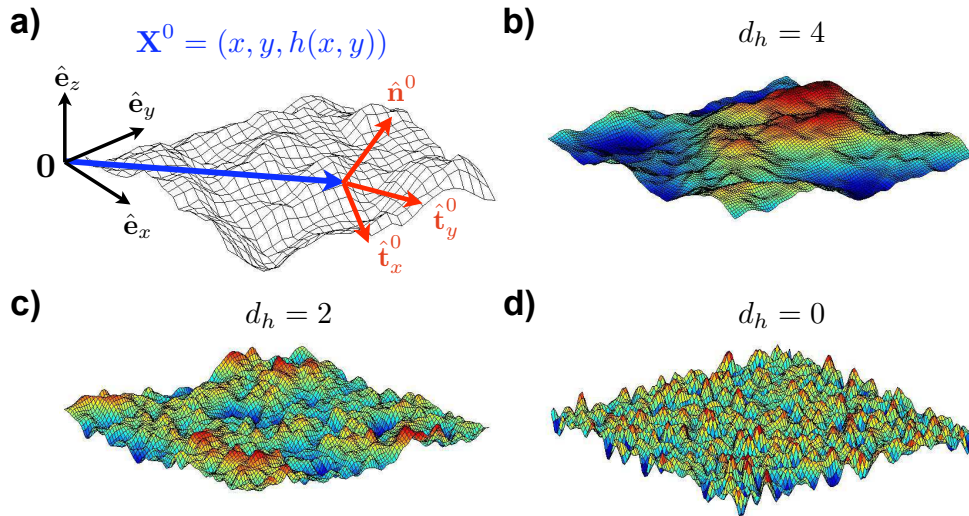 a)
𝐗⁰ = (x, y, h(x, y))
ê_z
ê_y
n̂⁰
0
ê_x
t̂_y⁰
t̂_x⁰
b)
d_h = 4
c)
d_h = 2
d)
d_h = 0